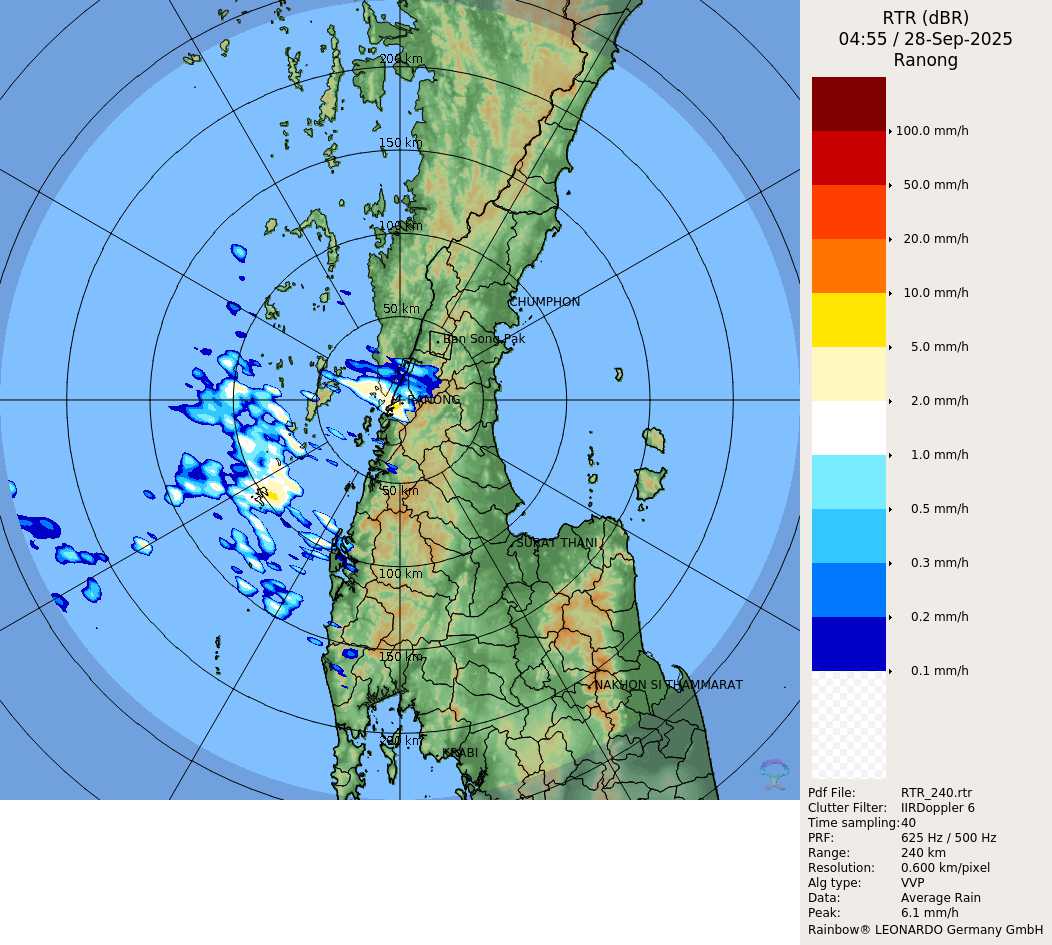 RTR (dBR)
04:55 / 28-Sep-2025
Ranong
100.0 mm/h
50.0 mm/h
20.0 mm/h
10.0 mm/h
5.0 mm/h
2.0 mm/h
1.0 mm/h
0.5 mm/h
0.3 mm/h
0.2 mm/h
0.1 mm/h
Pdf File: RTR_240.rtr
Clutter Filter: IIRDoppler 6
Time sampling: 40
PRF: 625 Hz / 500 Hz
Range: 240 km
Resolution: 0.600 km/pixel
Alg type: VVP
Data: Average Rain
Peak: 6.1 mm/h
Rainbow® LEONARDO Germany GmbH
200 km
150 km
100 km
CHUMPHON
50 km
Ban Song Pak
M. RANONG
50 km
SURAT THANI
100 km
150 km
NAKHON SI THAMMARAT
200 km
KRABI